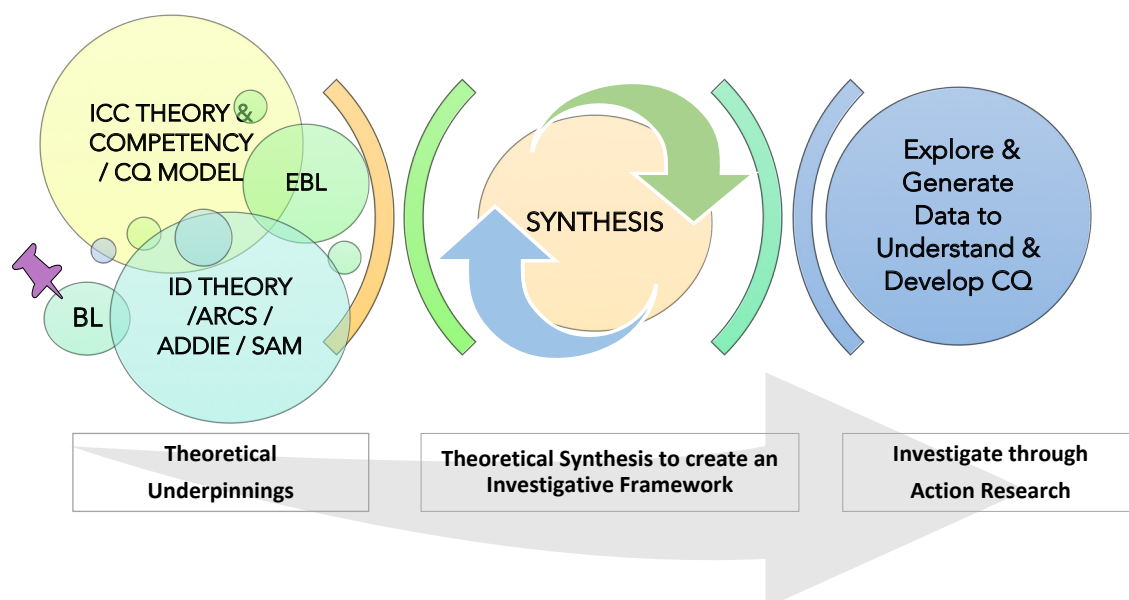 ICC THEORY &
COMPETENCY
/ CQ MODEL
EBL
BL
ID THEORY
/ARCS /
ADDIE / SAM
SYNTHESIS
Explore &
Generate
Data to
Understand &
Develop CQ
Theoretical
Underpinnings
Theoretical Synthesis to create an
Investigative Framework
Investigate through
Action Research